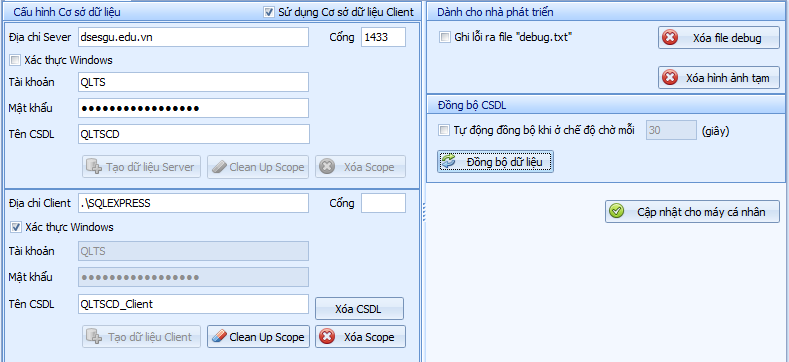 Cấu hình Cơ sở dữ liệu
Sử dụng Cơ sở dữ liệu Client
Địa chỉ Sever
dsesgu.edu.vn
Cổng
1433
Xác thực Windows
Tài khoản
QLTS
Mật khẩu
●●●●●●●●●●●●●●●●●
Tên CSDL
QLTSCD
Tạo dữ liệu Server
Clean Up Scope
Xóa Scope
Địa chỉ Client
.\SQLEXPRESS
Cổng
Xác thực Windows
Tài khoản
QLTS
Mật khẩu
●●●●●●●●●●●●●●●●●
Tên CSDL
QLTSCD_Client
Xóa CSDL
Tạo dữ liệu Client
Clean Up Scope
Xóa Scope
Dành cho nhà phát triển
Ghi lỗi ra file "debug.txt"
Xóa file debug
Xóa hình ảnh tạm
Đồng bộ CSDL
Tự động đồng bộ khi ở chế độ chờ mỗi
30
(giây)
Đồng bộ dữ liệu
Cập nhật cho máy cá nhân